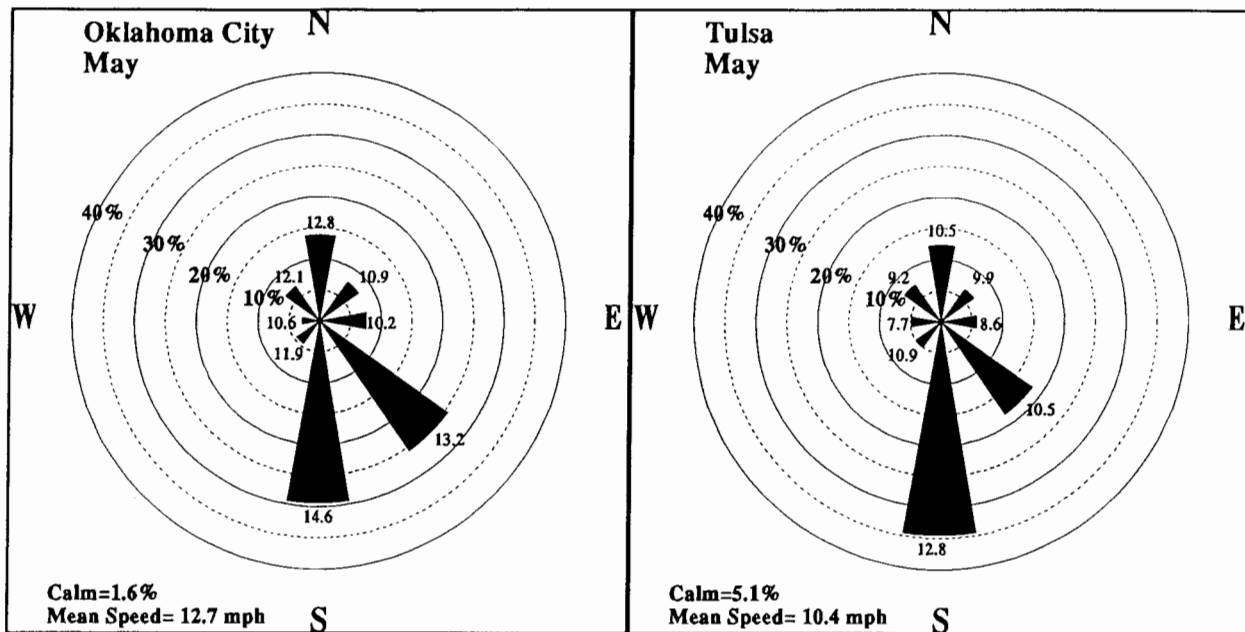 Oklahoma City
May
N
40%
30%
20%
10%
12.8
12.1
10.9
W
10.6
10.2
E
11.9
13.2
14.6
Calm=1.6%
Mean Speed= 12.7 mph
S
Tulsa
May
N
40%
30%
20%
10%
10.5
9.2
9.9
W
7.7
8.6
E
10.9
10.5
12.8
Calm=5.1%
Mean Speed= 10.4 mph
S